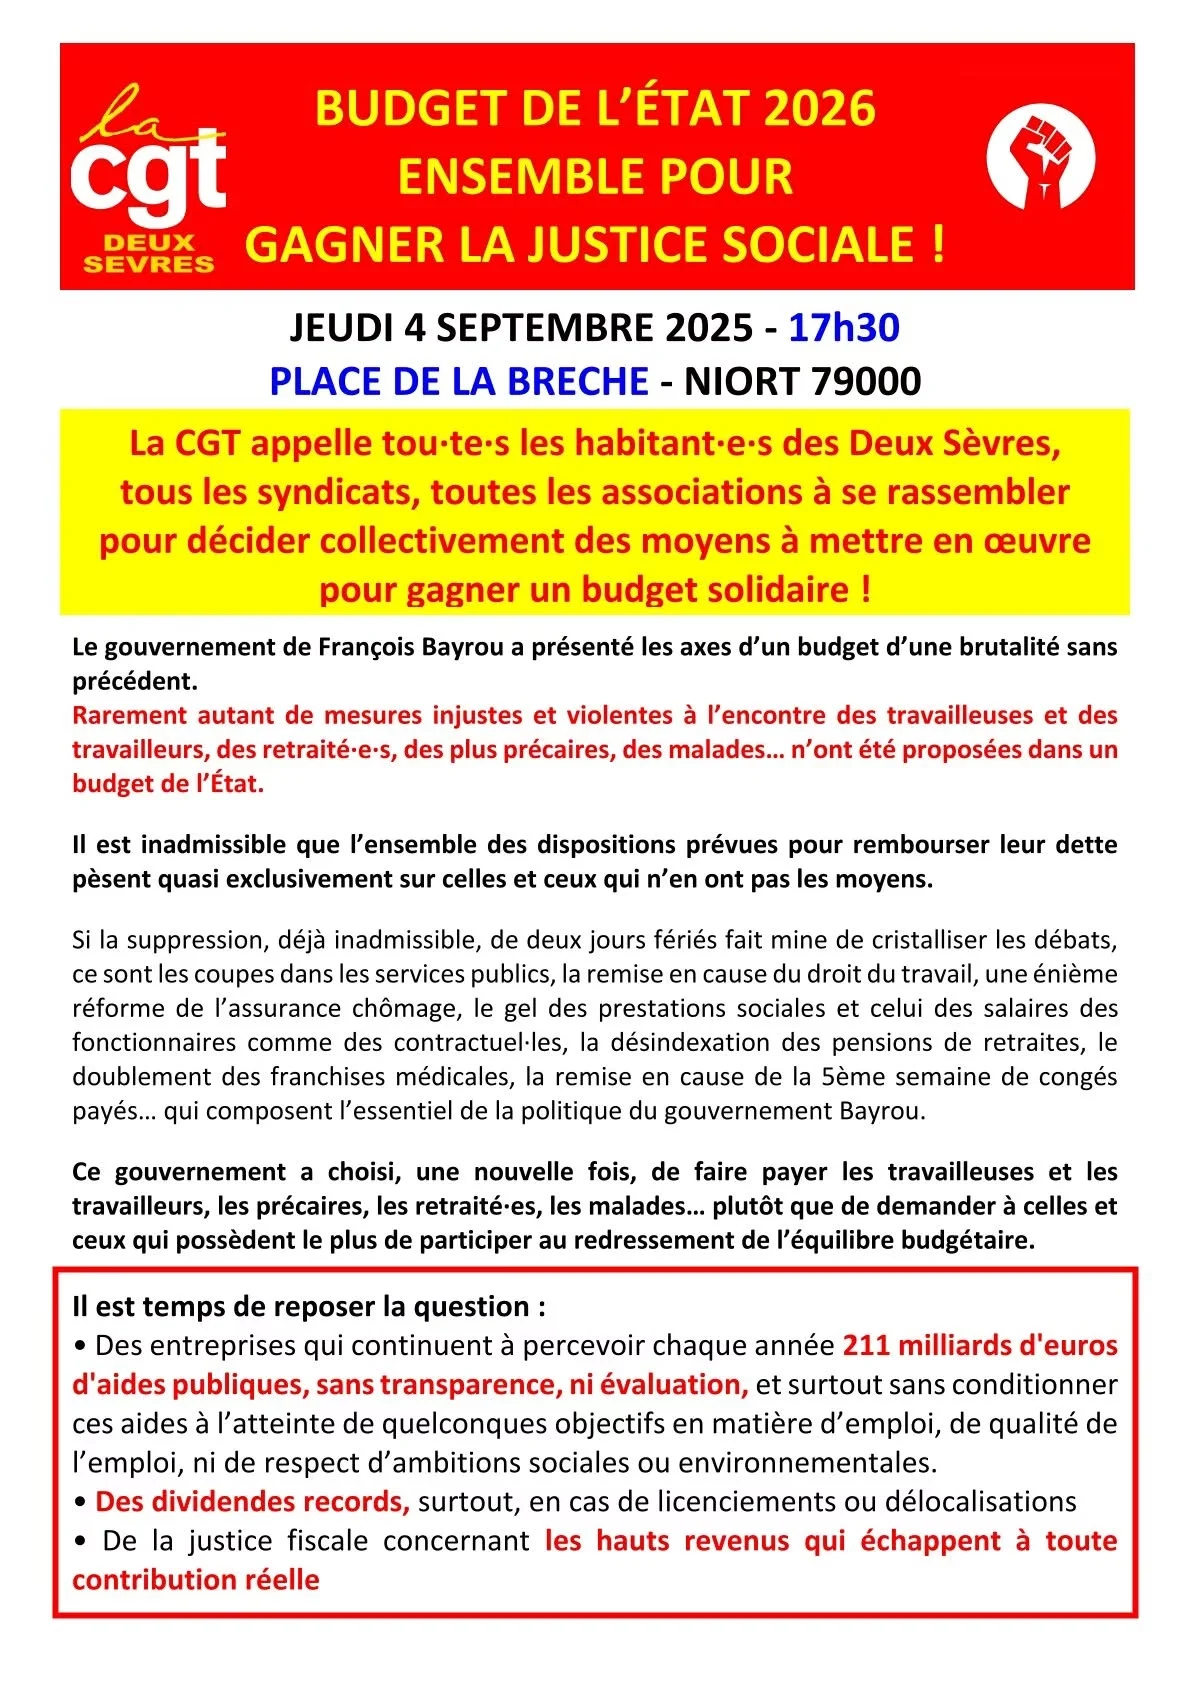 la
cgt
DEUX
SEVRES
BUDGET DE L’ÉTAT 2026
ENSEMBLE POUR
GAGNER LA JUSTICE SOCIALE !
JEUDI 4 SEPTEMBRE 2025 - 17h30
PLACE DE LA BRECHE - NIORT 79000
La CGT appelle tou·te·s les habitant·e·s des Deux Sèvres,
tous les syndicats, toutes les associations à se rassembler
pour décider collectivement des moyens à mettre en œuvre
pour gagner un budget solidaire !
Le gouvernement de François Bayrou a présenté les axes d’un budget d’une brutalité sans
précédent.
Rarement autant de mesures injustes et violentes à l’encontre des travailleuses et des
travailleurs, des retraité·e·s, des plus précaires, des malades… n’ont été proposées dans un
budget de l’État.
Il est inadmissible que l’ensemble des dispositions prévues pour rembourser leur dette
pèsent quasi exclusivement sur celles et ceux qui n’en ont pas les moyens.
Si la suppression, déjà inadmissible, de deux jours fériés fait mine de cristalliser les débats,
ce sont les coupes dans les services publics, la remise en cause du droit du travail, une énième
réforme de l’assurance chômage, le gel des prestations sociales et celui des salaires des
fonctionnaires comme des contractuel·les, la désindexation des pensions de retraites, le
doublement des franchises médicales, la remise en cause de la 5ème semaine de congés
payés… qui composent l’essentiel de la politique du gouvernement Bayrou.
Ce gouvernement a choisi, une nouvelle fois, de faire payer les travailleuses et les
travailleurs, les précaires, les retraité·es, les malades… plutôt que de demander à celles et
ceux qui possèdent le plus de participer au redressement de l’équilibre budgétaire.
Il est temps de reposer la question :
• Des entreprises qui continuent à percevoir chaque année 211 milliards d'euros
d'aides publiques, sans transparence, ni évaluation, et surtout sans conditionner
ces aides à l’atteinte de quelconques objectifs en matière d’emploi, de qualité de
l’emploi, ni de respect d’ambitions sociales ou environnementales.
• Des dividendes records, surtout, en cas de licenciements ou délocalisations
• De la justice fiscale concernant les hauts revenus qui échappent à toute
contribution réelle